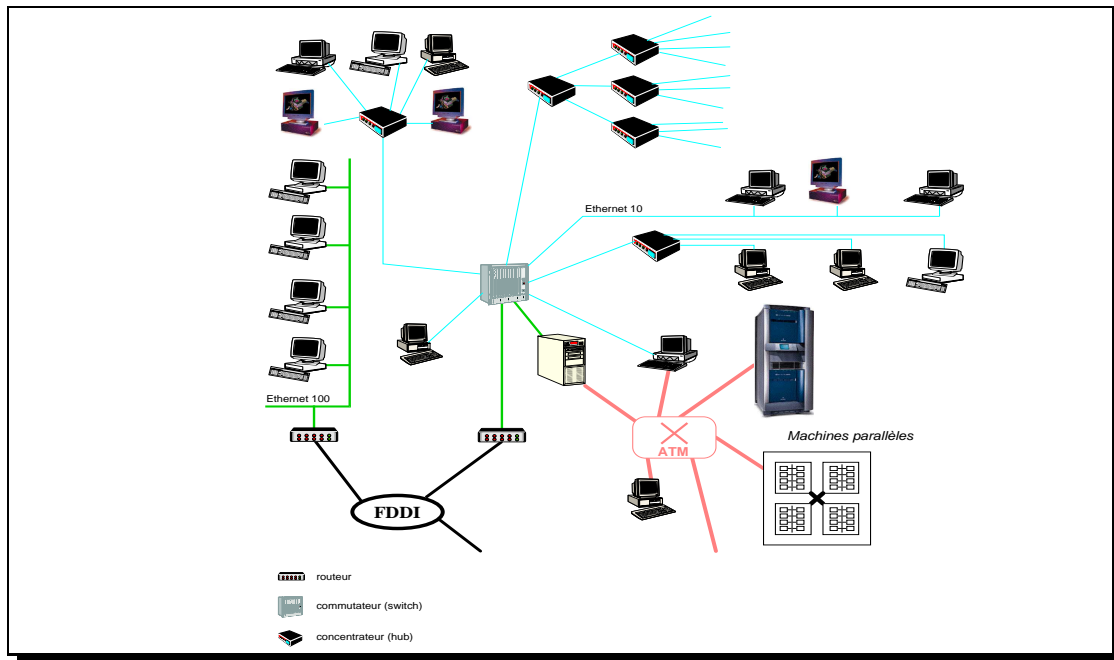 Ethernet 10
Ethernet 100
Machines parallèles
ATM
FDDI
routeur
commutateur (switch)
concentrateur (hub)